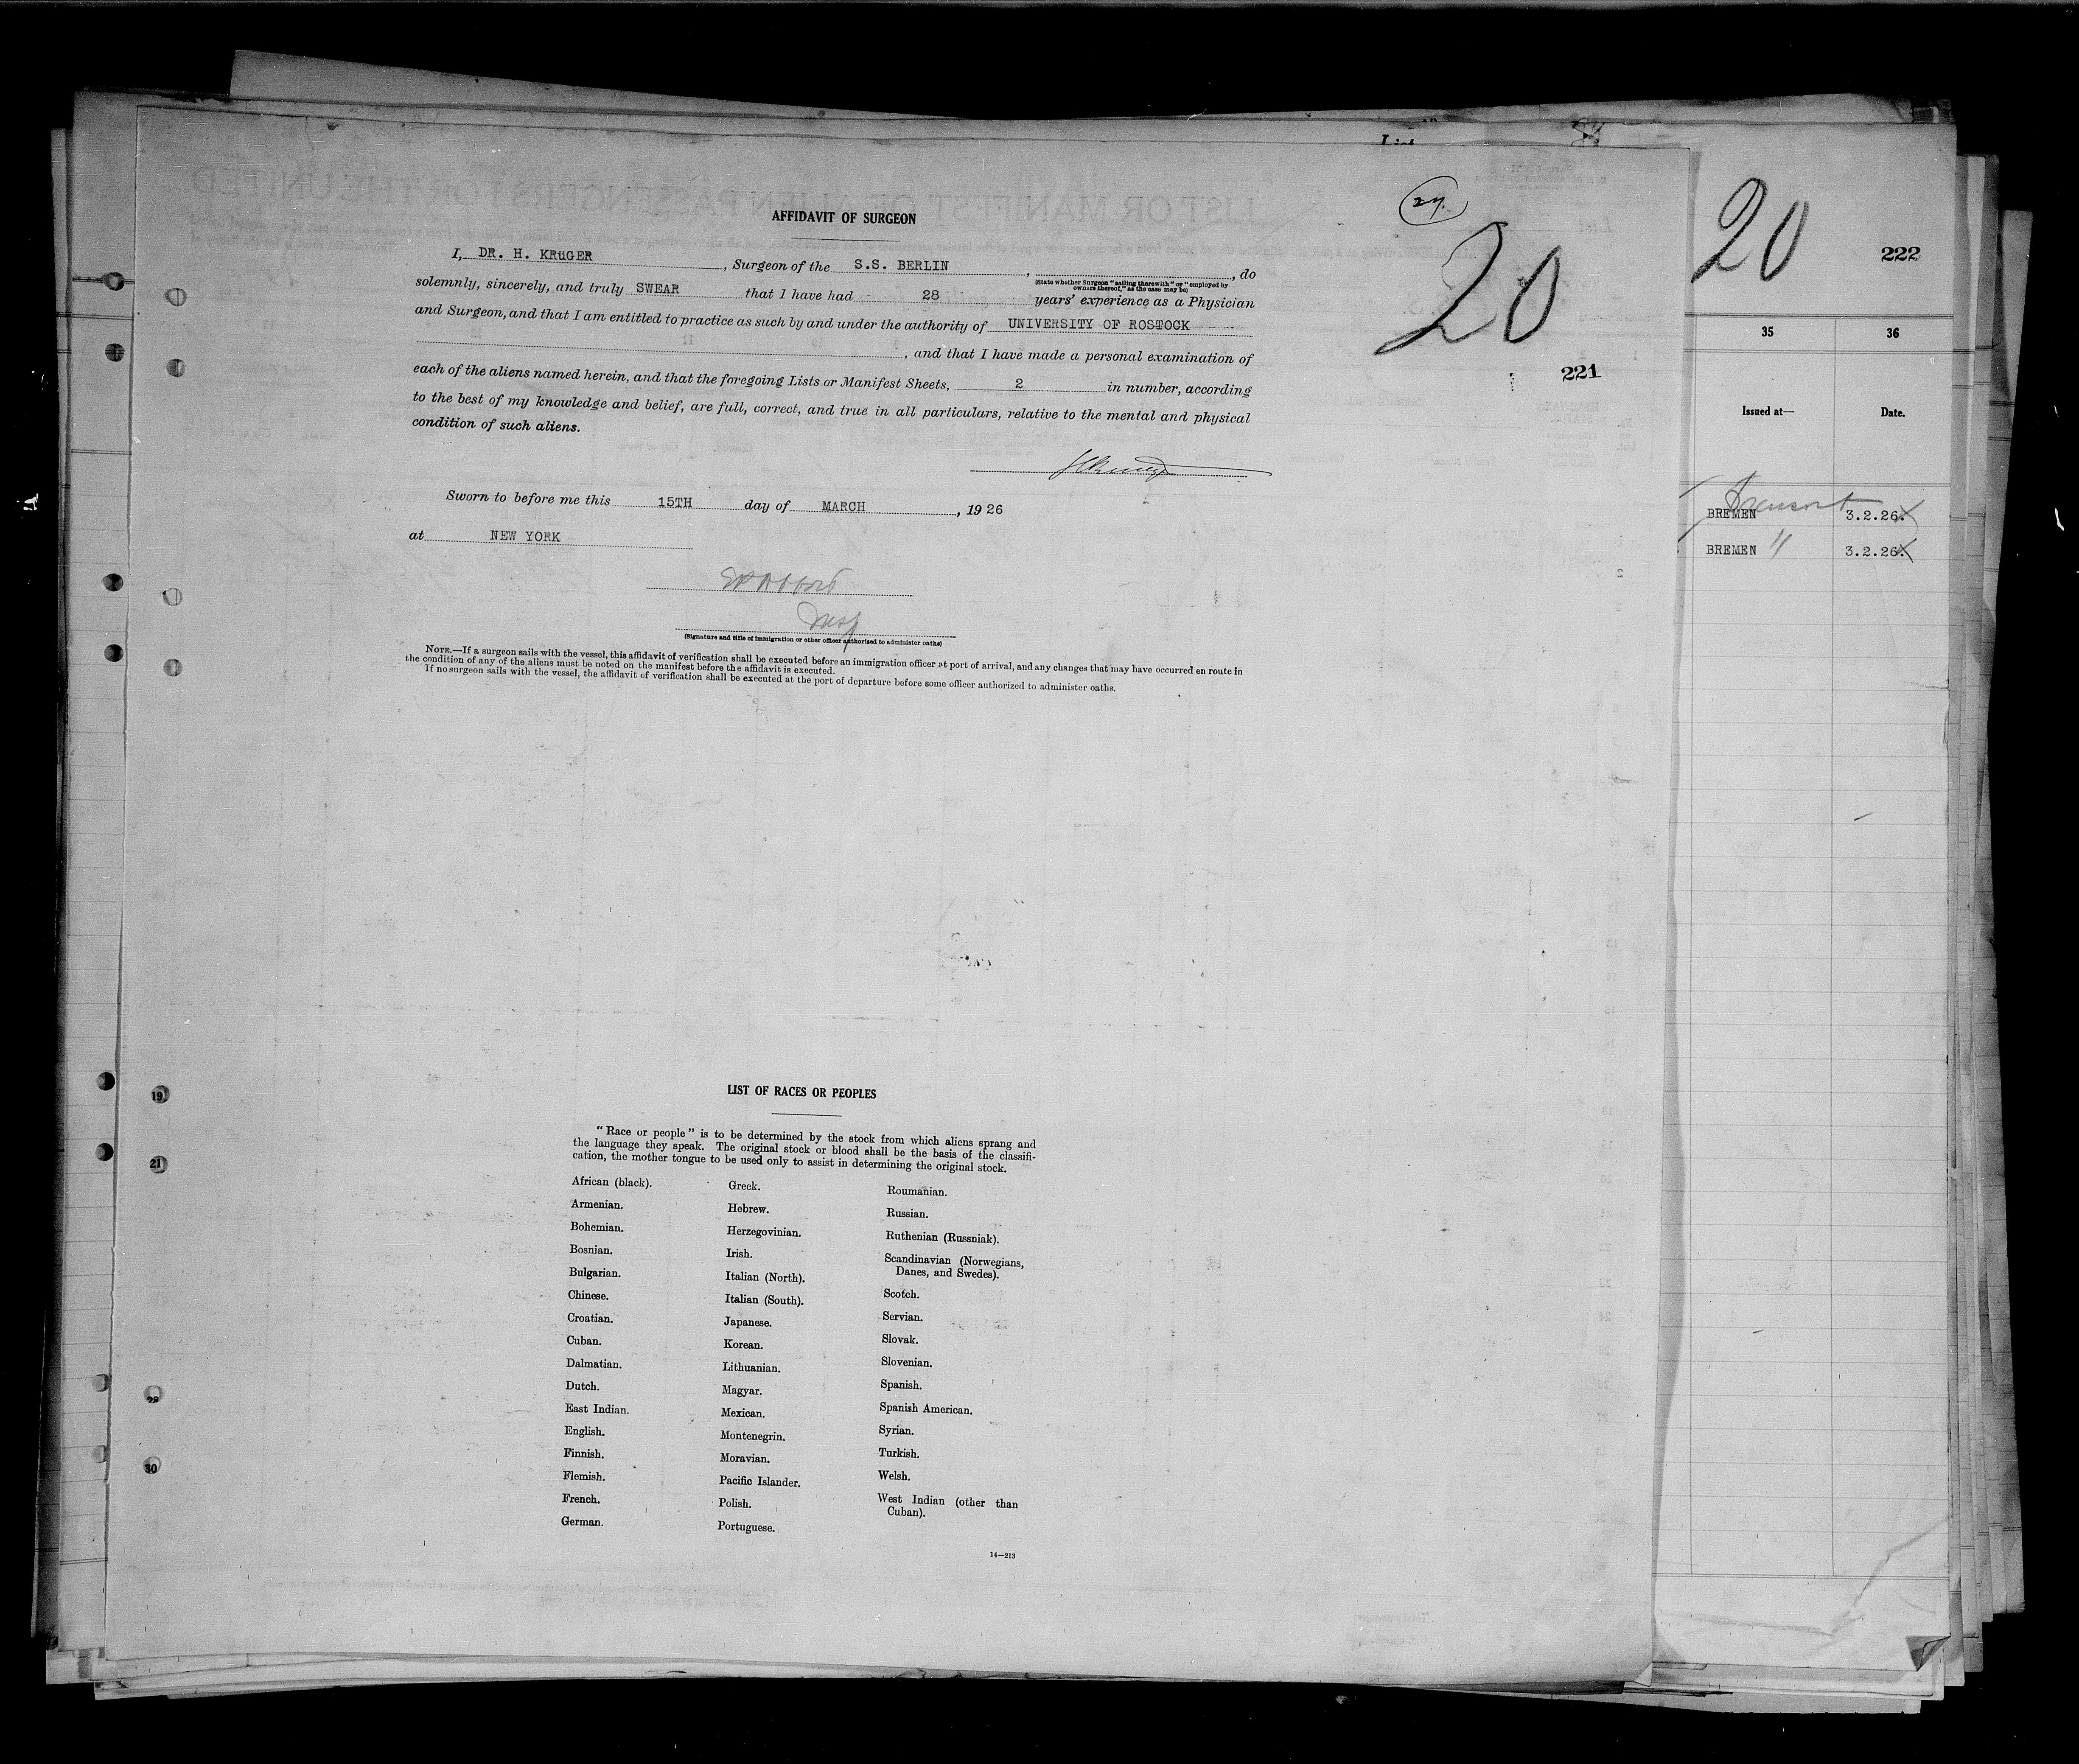 27.
20
221
AFFIDAVIT OF SURGEON
I, DR. H. KRüGER, Surgeon of the S.S. BERLIN, , do
(State whether Surgeon "sailing therewith" or "employed by
owners thereof," as the case may be)
solemnly, sincerely, and truly SWEAR that I have had 28 years' experience as a Physician
and Surgeon, and that I am entitled to practice as such by and under the authority of UNIVERSITY OF ROSTOCK
, and that I have made a personal examination of
each of the aliens named herein, and that the foregoing Lists or Manifest Sheets, 2 in number, according
to the best of my knowledge and belief, are full, correct, and true in all particulars, relative to the mental and physical
condition of such aliens.
Sworn to before me this 15TH day of MARCH, 1926
at NEW YORK
Insp
(Signature and title of immigration or other officer authorized to administer oaths)
NOTE.—If a surgeon sails with the vessel, this affidavit of verification shall be executed before an immigration officer at port of arrival, and any changes that may have occurred en route in
the condition of any of the aliens must be noted on the manifest before the affidavit is executed.
If no surgeon sails with the vessel, the affidavit of verification shall be executed at the port of departure before some officer authorized to administer oaths.
LIST OF RACES OR PEOPLES
"Race or people" is to be determined by the stock from which aliens sprang and
the language they speak. The original stock or blood shall be the basis of the classifi-
cation, the mother tongue to be used only to assist in determining the original stock.
African (black).
Armenian.
Bohemian.
Bosnian.
Bulgarian.
Chinese.
Croatian.
Cuban.
Dalmatian.
Dutch.
East Indian.
English.
Finnish.
Flemish.
French.
German.
Greek.
Hebrew.
Herzegovinian.
Irish.
Italian (North).
Italian (South).
Japanese.
Korean.
Lithuanian.
Magyar.
Mexican.
Montenegrin.
Moravian.
Pacific Islander.
Polish.
Portuguese.
Roumanian.
Russian.
Ruthenian (Russniak).
Scandinavian (Norwegians,
Danes, and Swedes).
Scotch.
Servian.
Slovak.
Slovenian.
Spanish.
Spanish American.
Syrian.
Turkish.
Welsh.
West Indian (other than
Cuban).
14—213
19
21
28
30
List
20
222
35 36
Issued at— Date.
BREMEN 3.2.26.
BREMEN " 3.2.26.